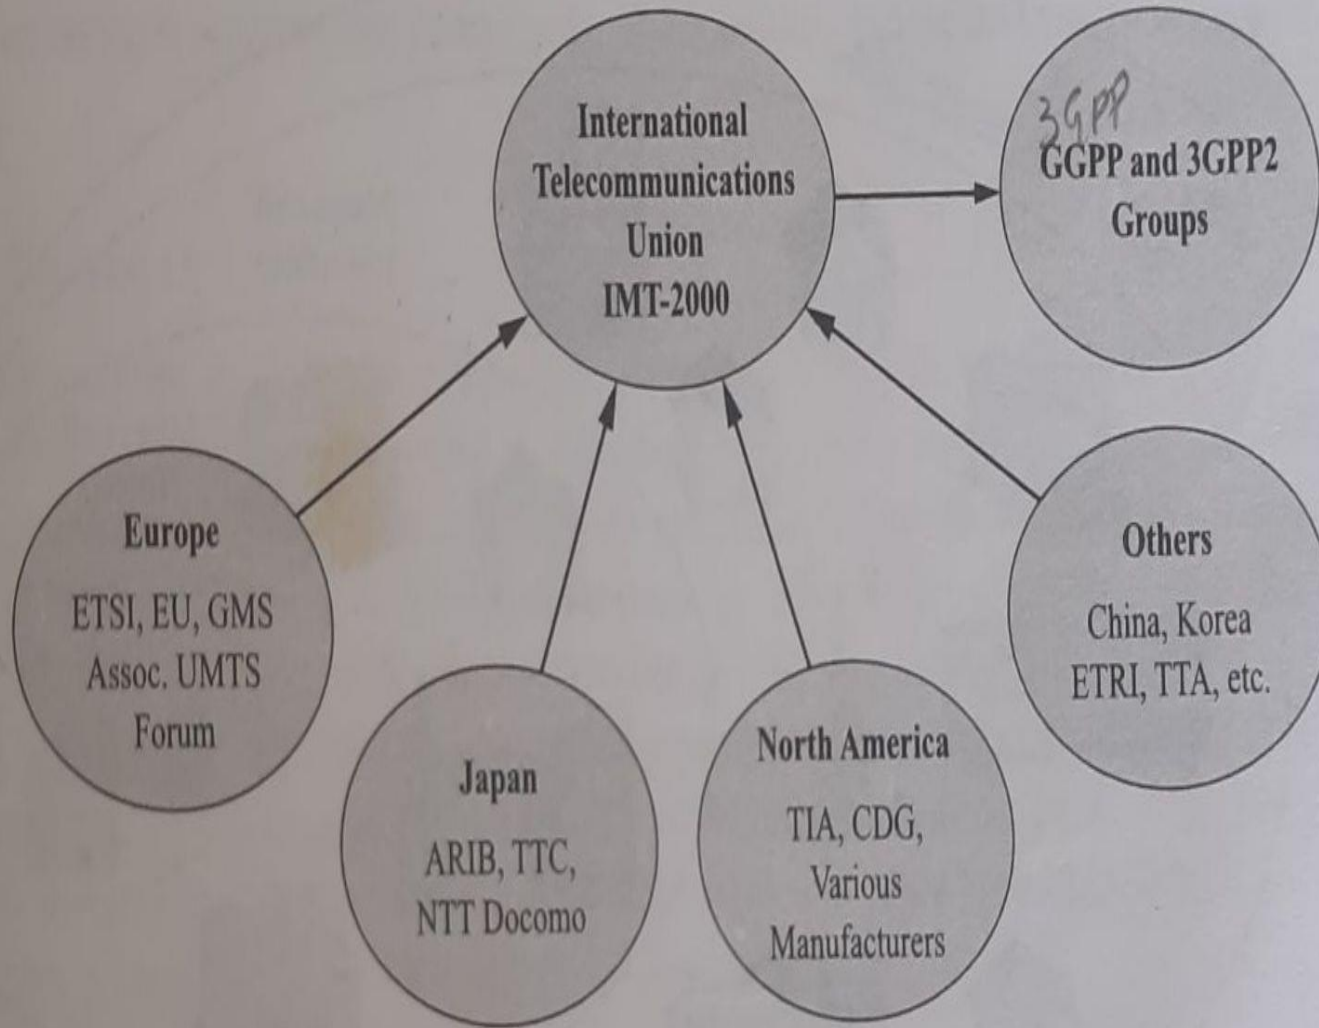 International
Telecommunications
Union
IMT-2000
3GPP
GGPP and 3GPP2
Groups
Europe
ETSI, EU, GMS
Assoc. UMTS
Forum
Japan
ARIB, TTC,
NTT Docomo
North America
TIA, CDG,
Various
Manufacturers
Others
China, Korea
ETRI, TTA, etc.